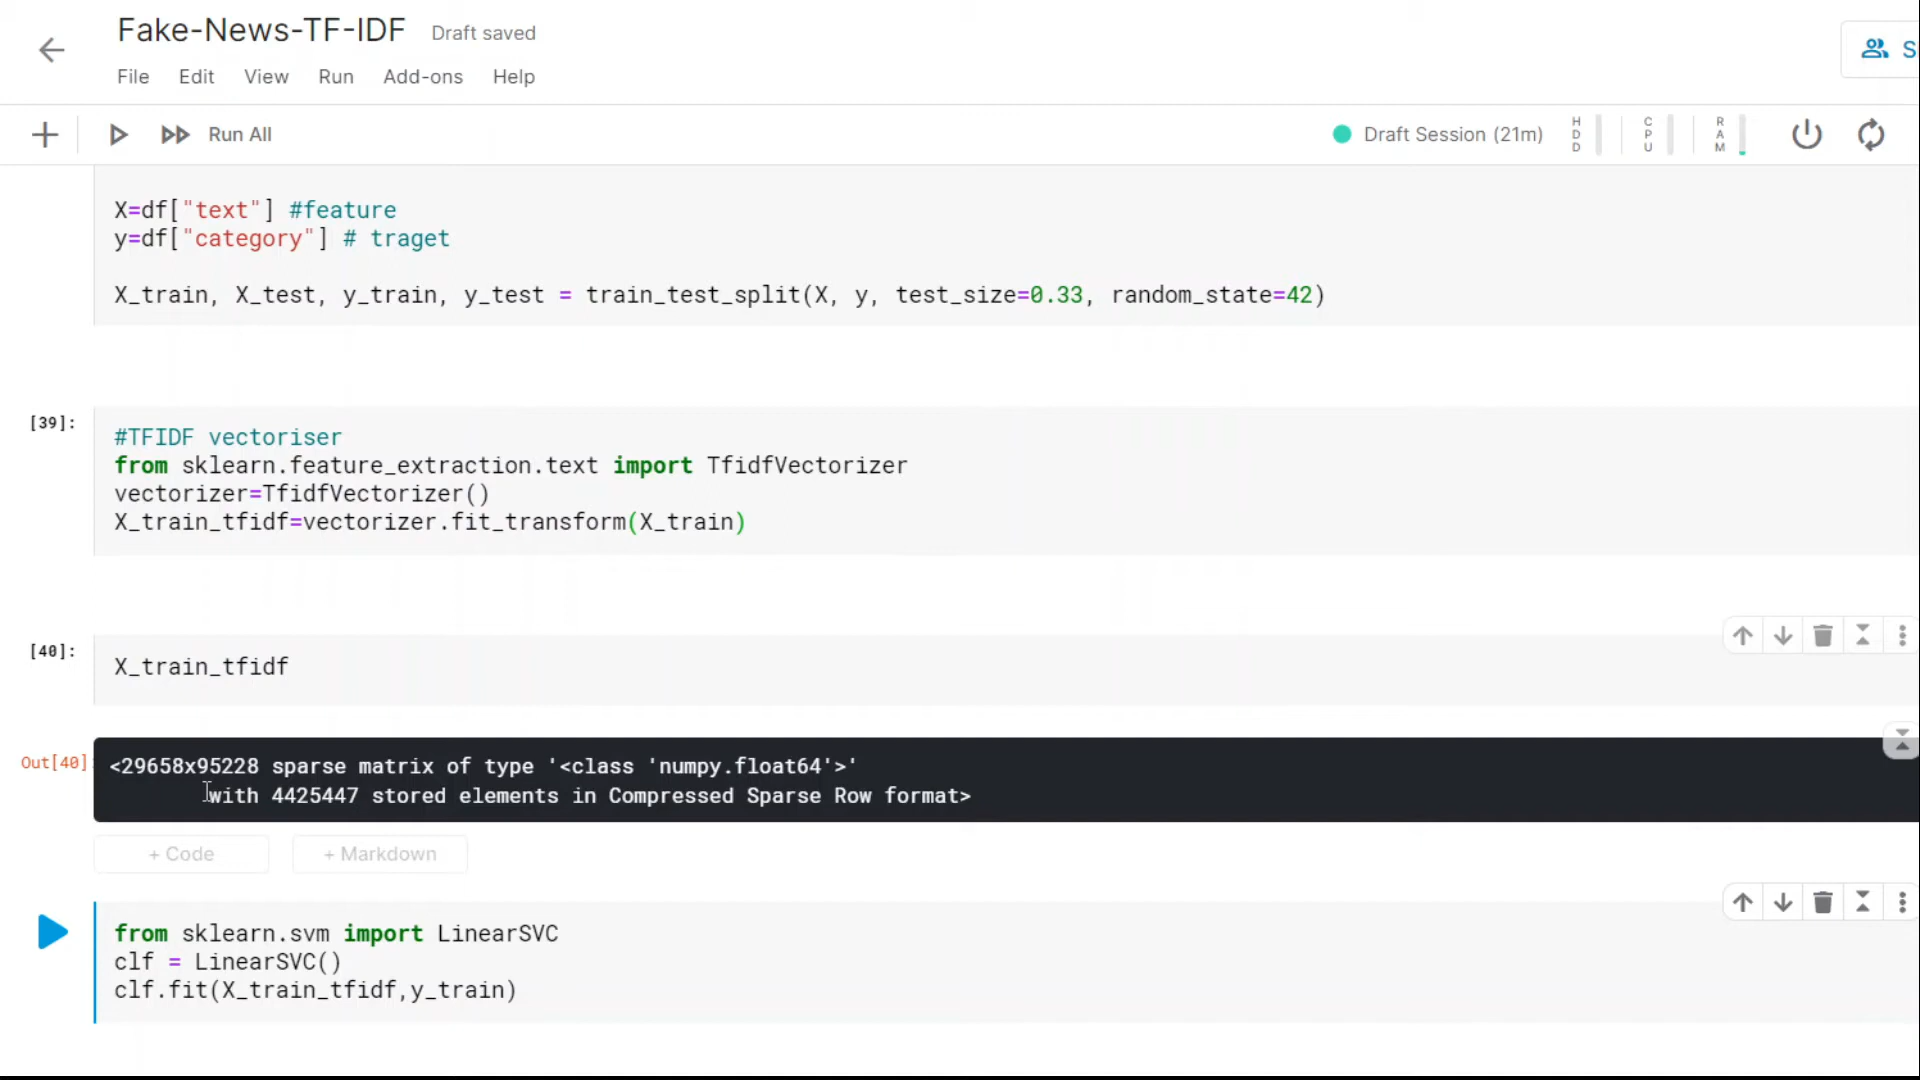 Fake-News-TF-IDF Draft saved
S
File Edit View Run Add-ons Help
Run All
Draft Session (21m)
HDD
CPU
RAM
X=df["text"] #feature
y=df["category"] # traget
X_train, X_test, y_train, y_test = train_test_split(X, y, test_size=0.33, random_state=42)
[39]:
#TFIDF vectoriser
from sklearn.feature_extraction.text import TfidfVectorizer
vectorizer=TfidfVectorizer()
X_train_tfidf=vectorizer.fit_transform(X_train)
[40]:
X_train_tfidf
Out[40]
<29658x95228 sparse matrix of type '<class 'numpy.float64'>'
with 4425447 stored elements in Compressed Sparse Row format>
+ Code + Markdown
from sklearn.svm import LinearSVC
clf = LinearSVC()
clf.fit(X_train_tfidf,y_train)